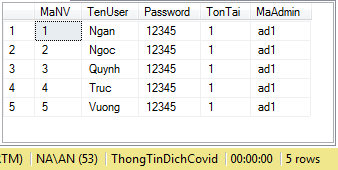 MaNV TenUser Password TonTai MaAdmin
1 1 Ngan 12345 1 ad1
2 2 Ngoc 12345 1 ad1
3 3 Quynh 12345 1 ad1
4 4 Truc 12345 1 ad1
5 5 Vuong 12345 1 ad1
RTM) NA\AN (53) ThongTinDichCovid 00:00:00 5 rows